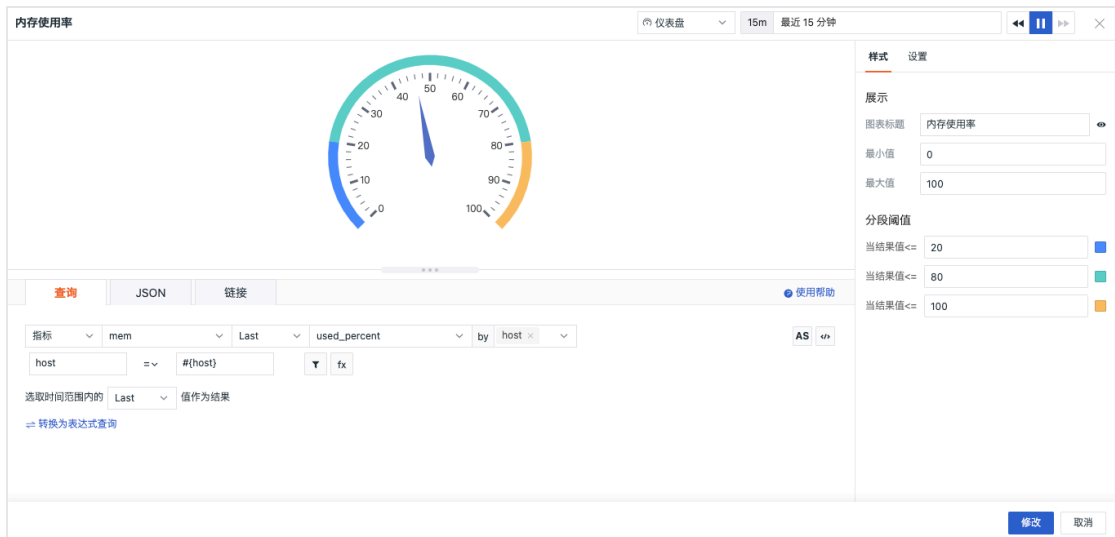 内存使用率
仪表盘 15m 最近 15 分钟
样式 设置
展示
图表标题 内存使用率
最小值 0
最大值 100
分段阈值
当结果值<= 20
当结果值<= 80
当结果值<= 100
0
10
20
30
40
50
60
70
80
90
100
查询 JSON 链接 使用帮助
指标 mem Last used_percent by host × AS </>
host = #{host} fx
选取时间范围内的 Last 值作为结果
转换为表达式查询
修改 取消